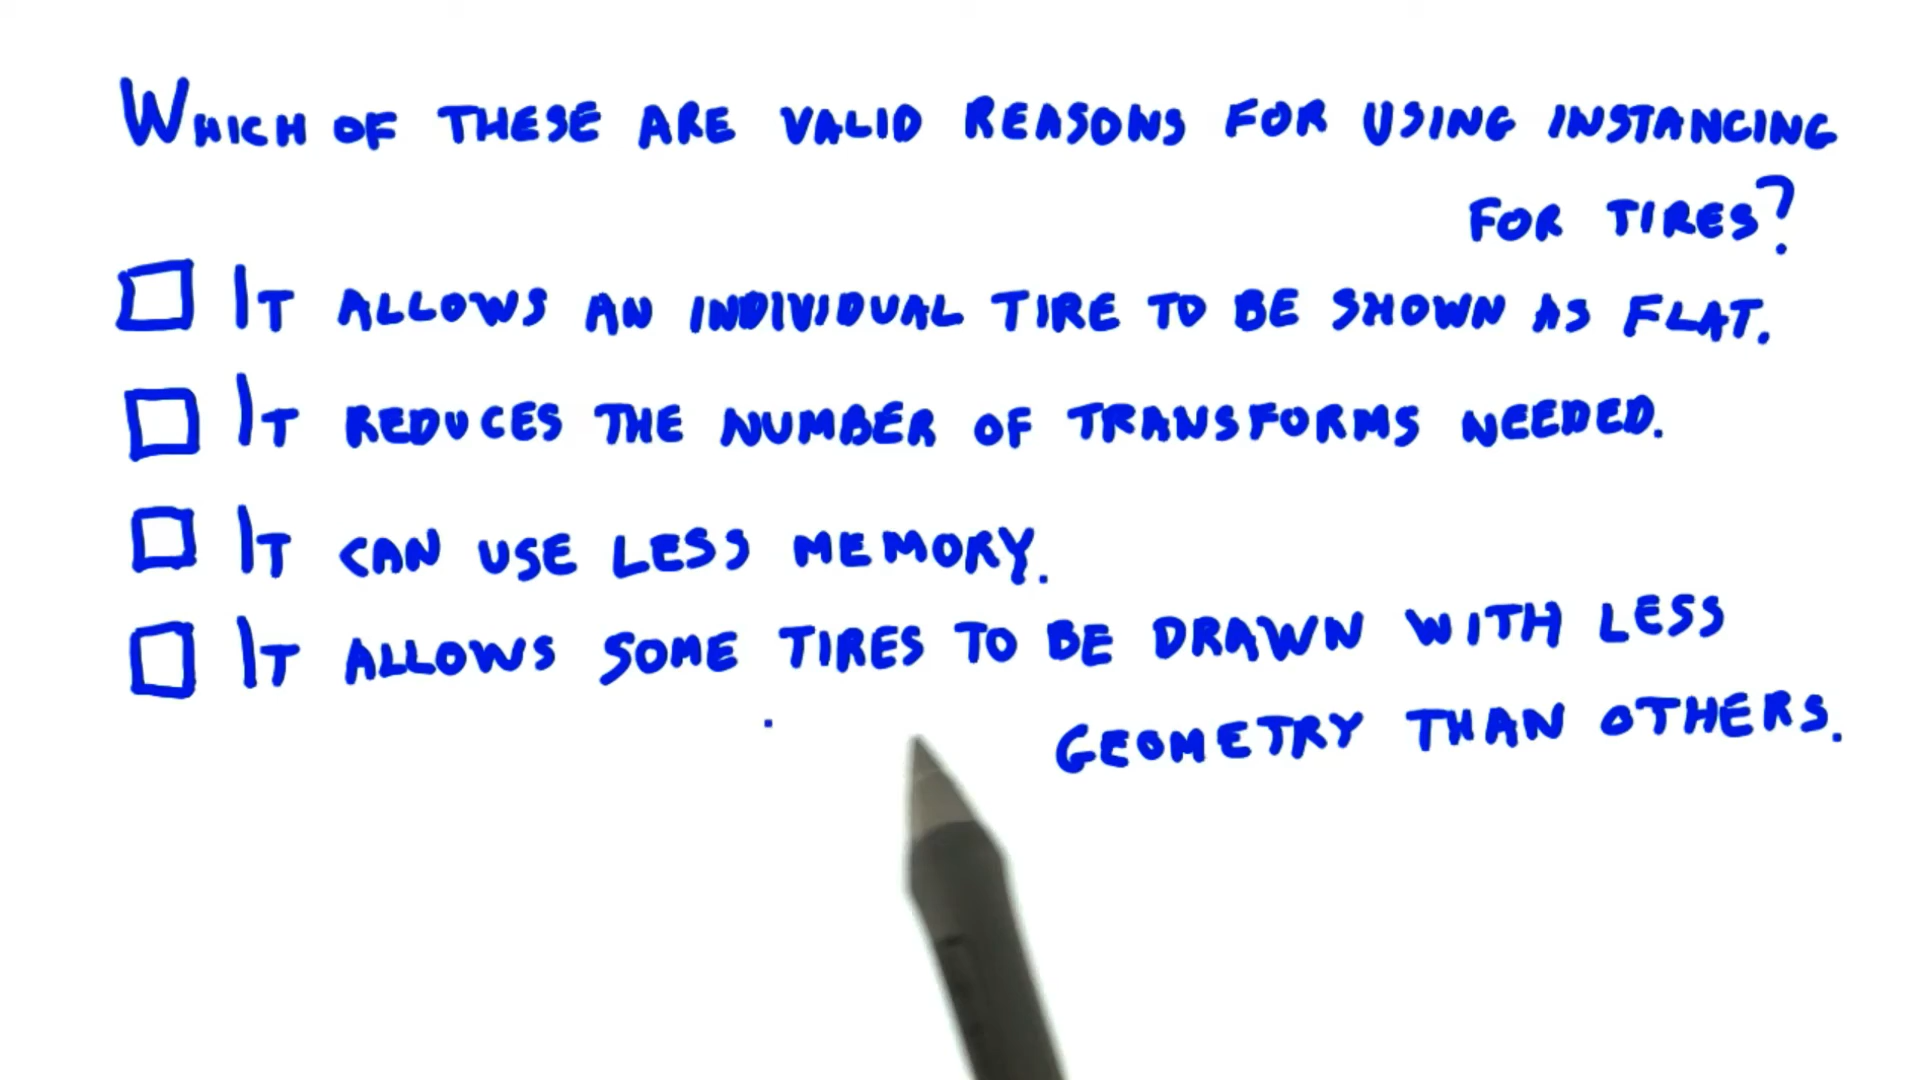 WHICH OF THESE ARE VALID REASONS FOR USING INSTANCING
FOR TIRES?
IT ALLOWS AN INDIVIDUAL TIRE TO BE SHOWN AS FLAT.
IT REDUCES THE NUMBER OF TRANSFORMS NEEDED.
IT CAN USE LESS MEMORY.
IT ALLOWS SOME TIRES TO BE DRAWN WITH LESS
GEOMETRY THAN OTHERS.